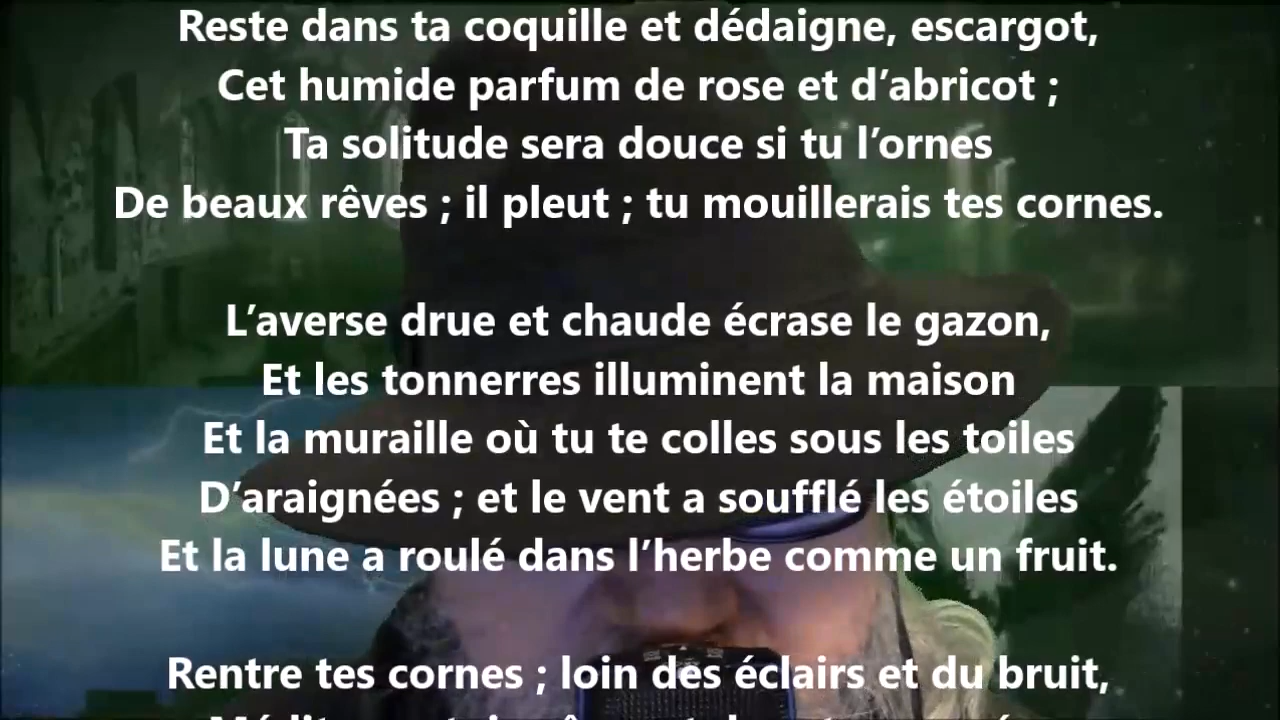 Reste dans ta coquille et dédaigne, escargot,
Cet humide parfum de rose et d’abricot ;
Ta solitude sera douce si tu l’ornes
De beaux rêves ; il pleut ; tu mouillerais tes cornes.
L’averse drue et chaude écrase le gazon,
Et les tonnerres illuminent la maison
Et la muraille où tu te colles sous les toiles
D’araignées ; et le vent a soufflé les étoiles
Et la lune a roulé dans l’herbe comme un fruit.
Rentre tes cornes ; loin des éclairs et du bruit,